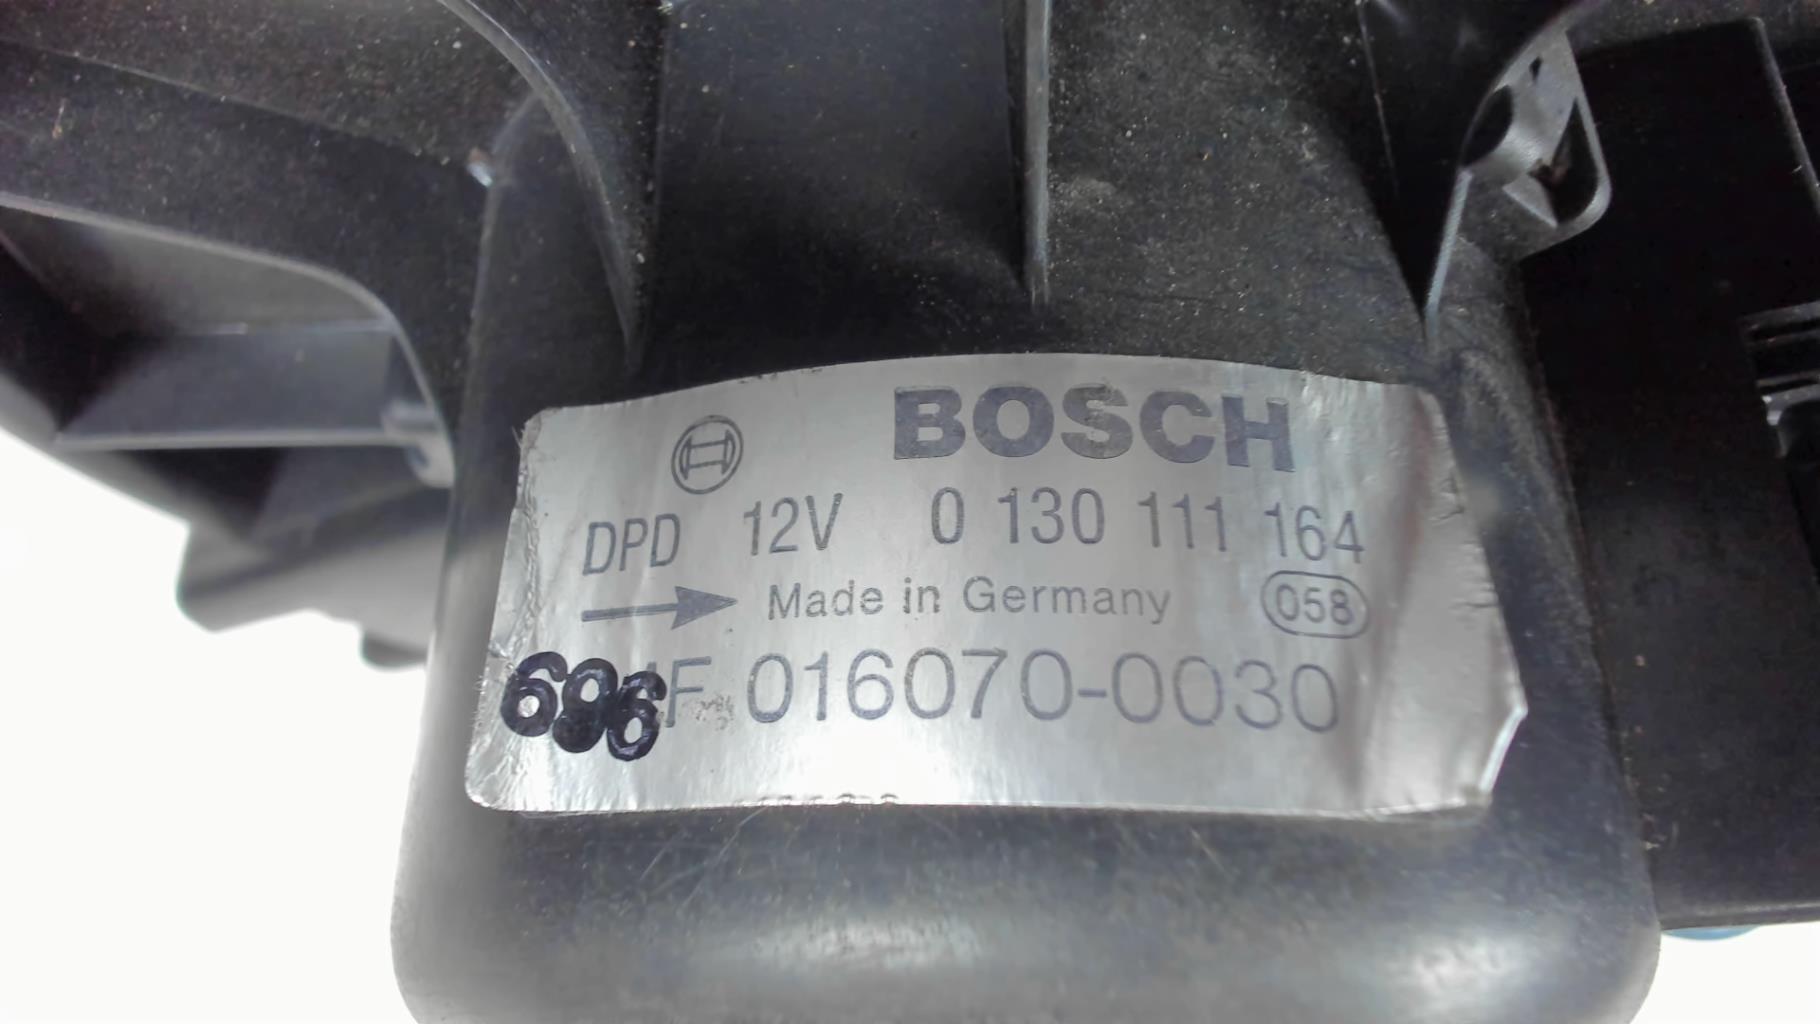 BOSCH
DPD 12V 0 130 111 164
Made in Germany 058
696 F 016070-0030